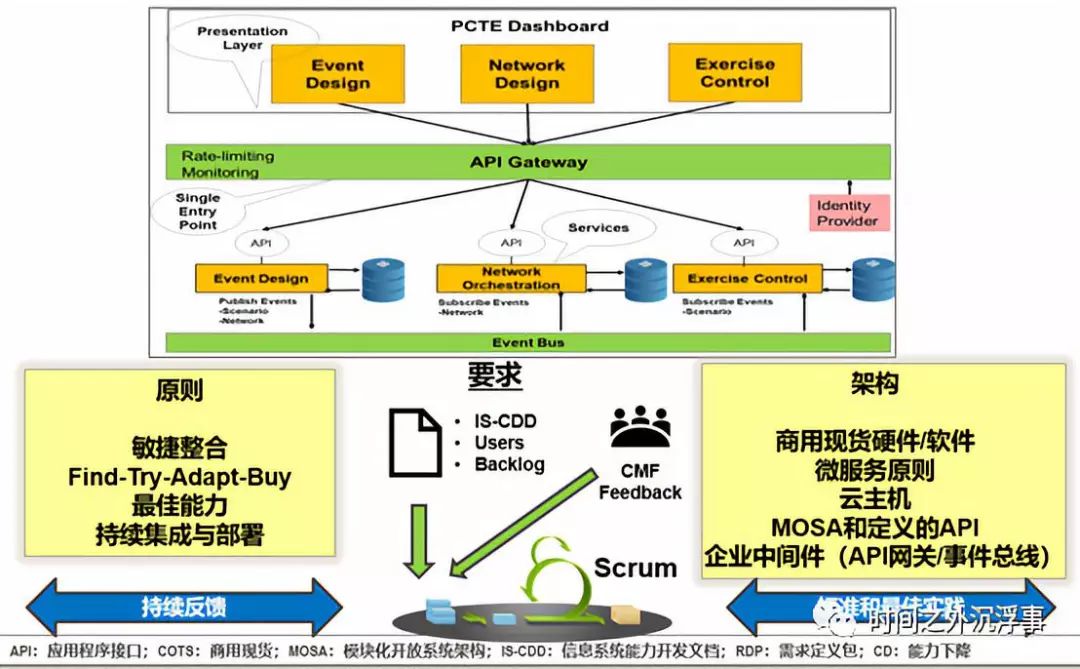 PCTE Dashboard
Presentation
Layer
Event
Design
Network
Design
Exercise
Control
Rate-limiting
Monitoring
API Gateway
Single
Entry
Point
Identity
Provider
API
API
Services
API
Event Design
Network
Orchestration
Exercise Control
Publish Events
-Scenario
-Network
Subscribe Events
-Network
Subscribe Events
-Scenario
Event Bus
原则
敏捷整合
Find-Try-Adapt-Buy
最佳能力
持续集成与部署
要求
• IS-CDD
• Users
• Backlog
CMF
Feedback
Scrum
架构
商用现货硬件/软件
微服务原则
云主机
MOSA和定义的API
企业中间件（API网关/事件总线）
持续反馈
标准和最佳实践
时间之外沉浮事
API：应用程序接口；COTS：商用现货；MOSA：模块化开放系统架构；IS-CDD：信息系统能力开发文档；RDP：需求定义包；CD：能力下降